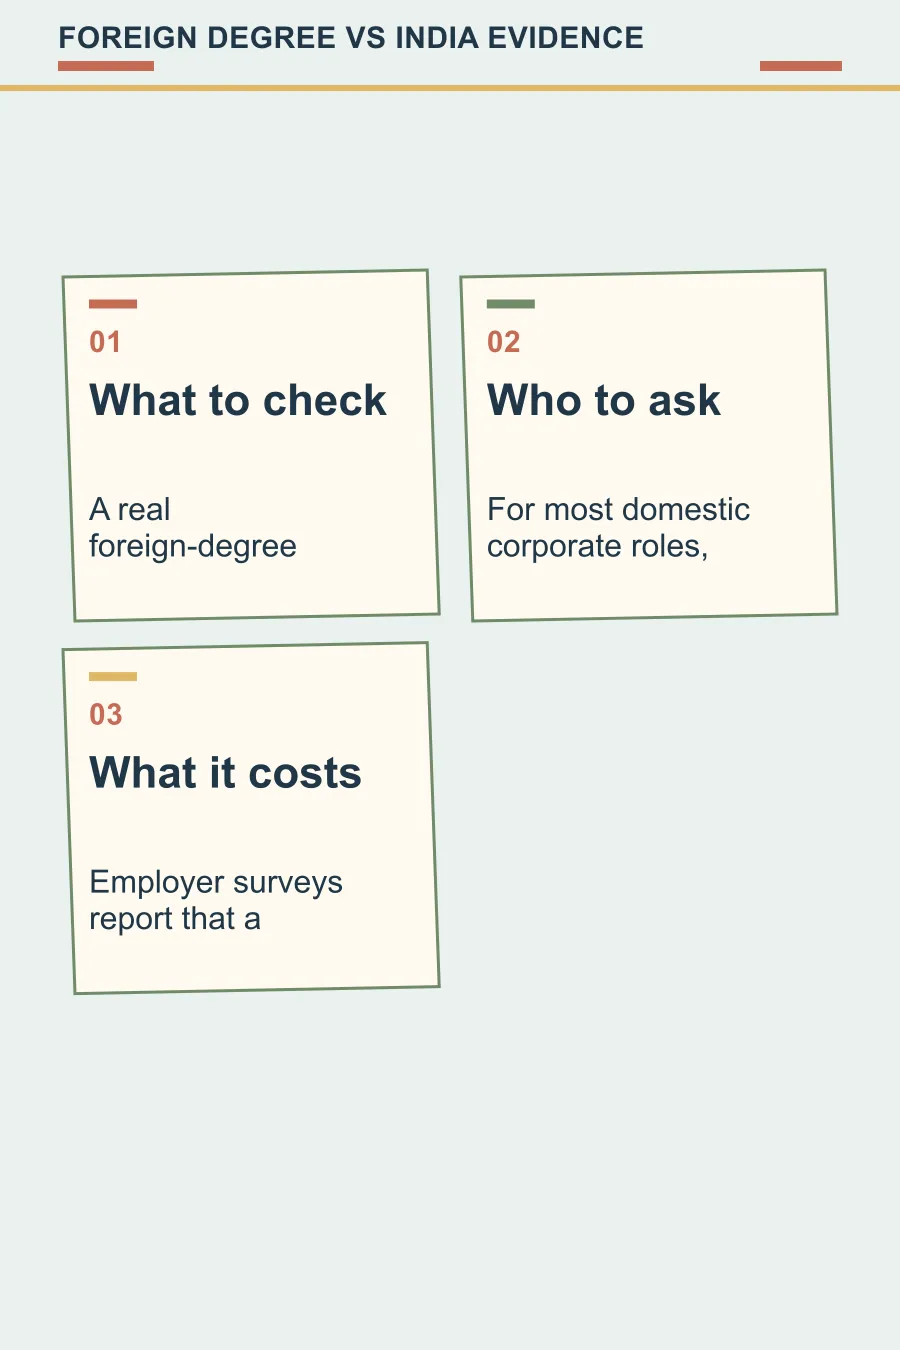 FOREIGN DEGREE VS INDIA EVIDENCE
01
What to check
A real
foreign-degree
02
Who to ask
For most domestic
corporate roles,
03
What it costs
Employer surveys
report that a